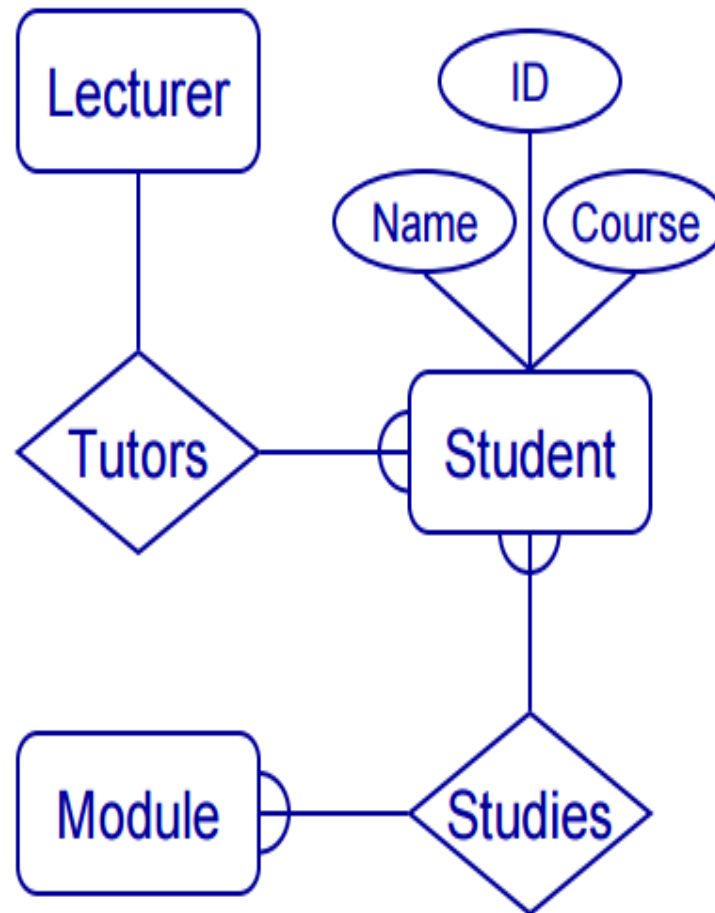 Lecturer
ID
Name
Course
Tutors
Student
Module
Studies